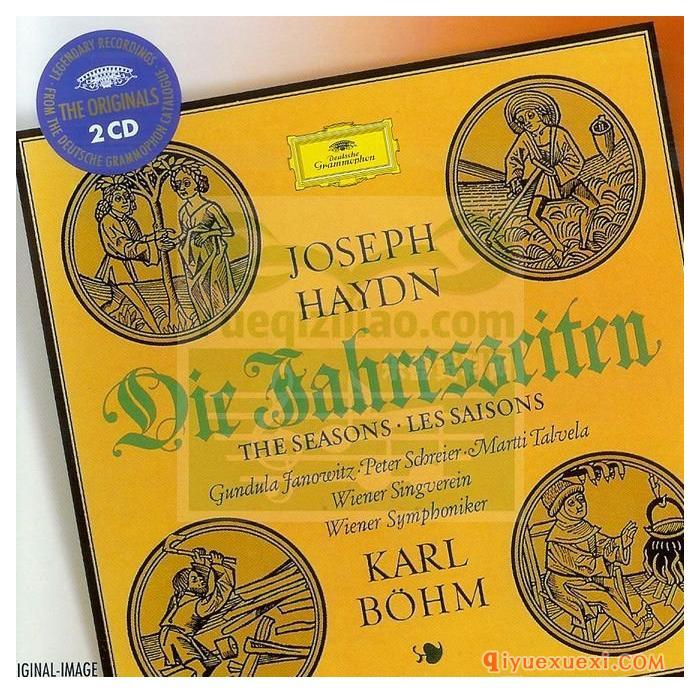 LEGENDARY RECORDINGS · FROM THE DEUTSCHE GRAMMOPHON CATALOGUE ·
THE ORIGINALS
2 CD
Deutsche
Grammophon
JOSEPH
HAYDN
Die Jahreszeiten
THE SEASONS · LES SAISONS
Gundula Janowitz · Peter Schreier · Martti Talvela
Wiener Singverein
Wiener Symphoniker
KARL
BÖHM
IGINAL-IMAGE
Qiyuexuexi.com